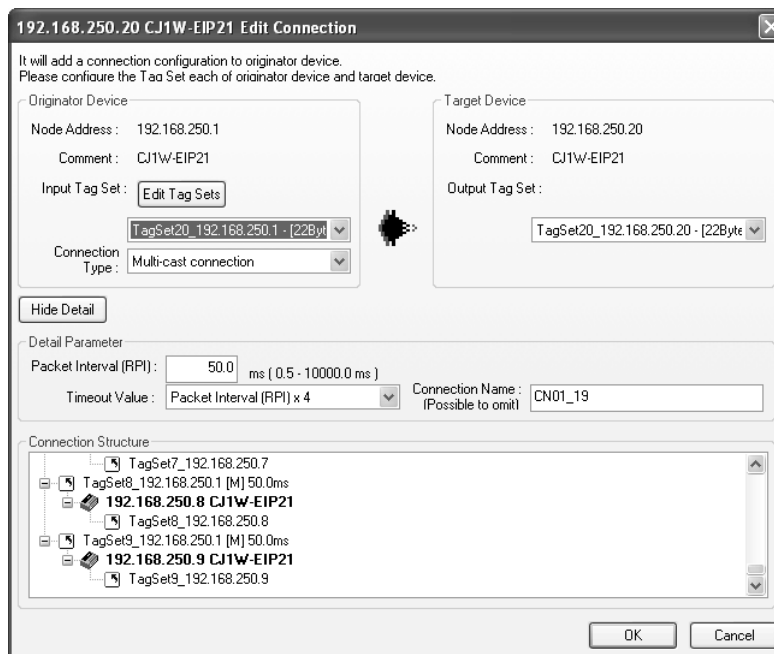 192.168.250.20 CJ1W-EIP21 Edit Connection
It will add a connection configuration to originator device.
Please configure the Tag Set each of originator device and target device.
Originator Device
Node Address : 192.168.250.1
Comment : CJ1W-EIP21
Input Tag Set : Edit Tag Sets
TagSet20_192.168.250.1 - [22Byt
Connection Type : Multi-cast connection
Target Device
Node Address : 192.168.250.20
Comment : CJ1W-EIP21
Output Tag Set :
TagSet20_192.168.250.20 - [22Byte
Hide Detail
Detail Parameter
Packet Interval (RPI) : 50.0 ms ( 0.5 - 10000.0 ms )
Timeout Value : Packet Interval (RPI) x 4
Connection Name : CN01_19
(Possible to omit)
Connection Structure
TagSet7_192.168.250.7
TagSet8_192.168.250.1 [M] 50.0ms
192.168.250.8 CJ1W-EIP21
TagSet8_192.168.250.8
TagSet9_192.168.250.1 [M] 50.0ms
192.168.250.9 CJ1W-EIP21
TagSet9_192.168.250.9
OK Cancel